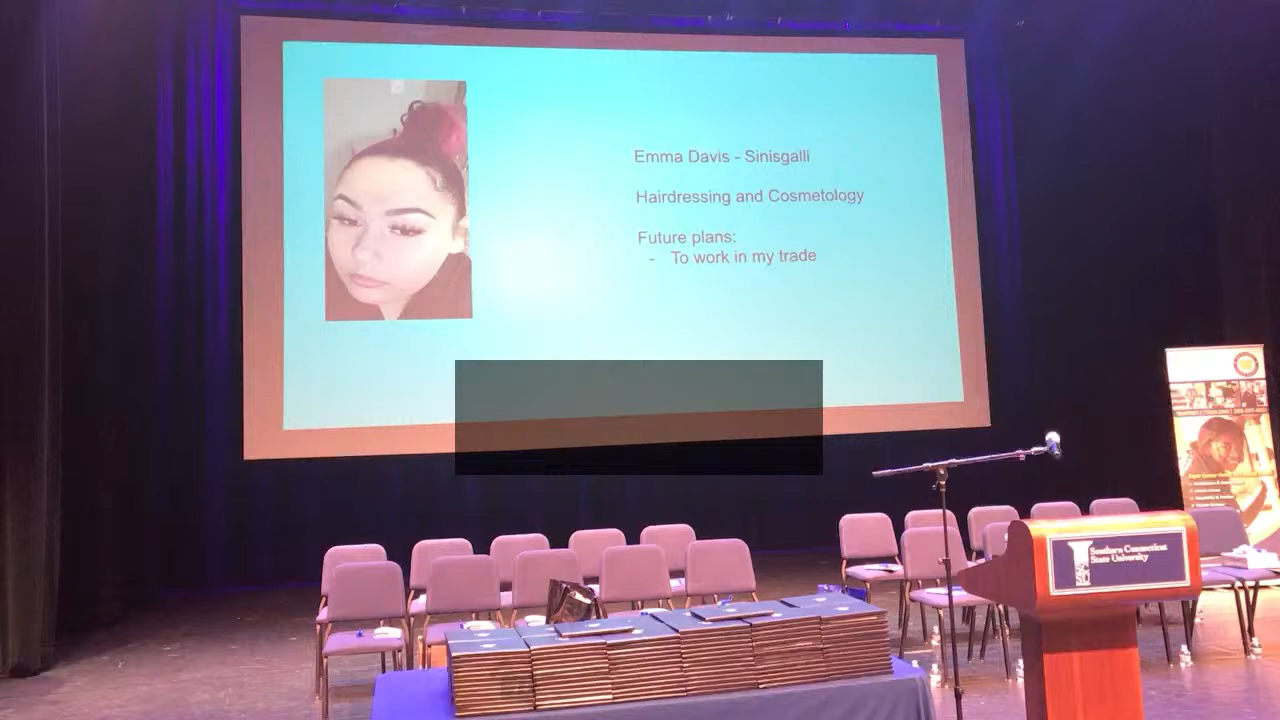 Emma Davis - Sinisgalli
Hairdressing and Cosmetology
Future plans:
- To work in my trade
Southern Connecticut
State University